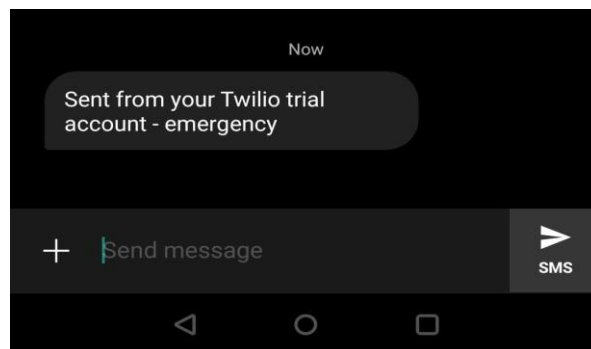 Now
Sent from your Twilio trial
account - emergency
Send message
SMS